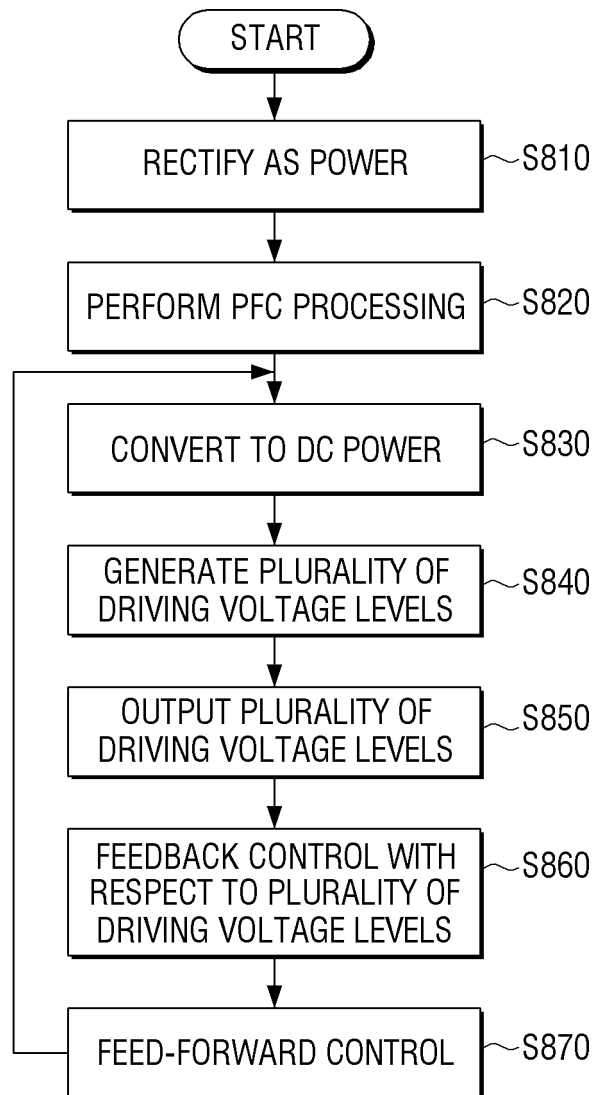 START
RECTIFY AS POWER
S810
PERFORM PFC PROCESSING
S820
CONVERT TO DC POWER
S830
GENERATE PLURALITY OF
DRIVING VOLTAGE LEVELS
S840
OUTPUT PLURALITY OF
DRIVING VOLTAGE LEVELS
S850
FEEDBACK CONTROL WITH
RESPECT TO PLURALITY OF
DRIVING VOLTAGE LEVELS
S860
FEED-FORWARD CONTROL
S870